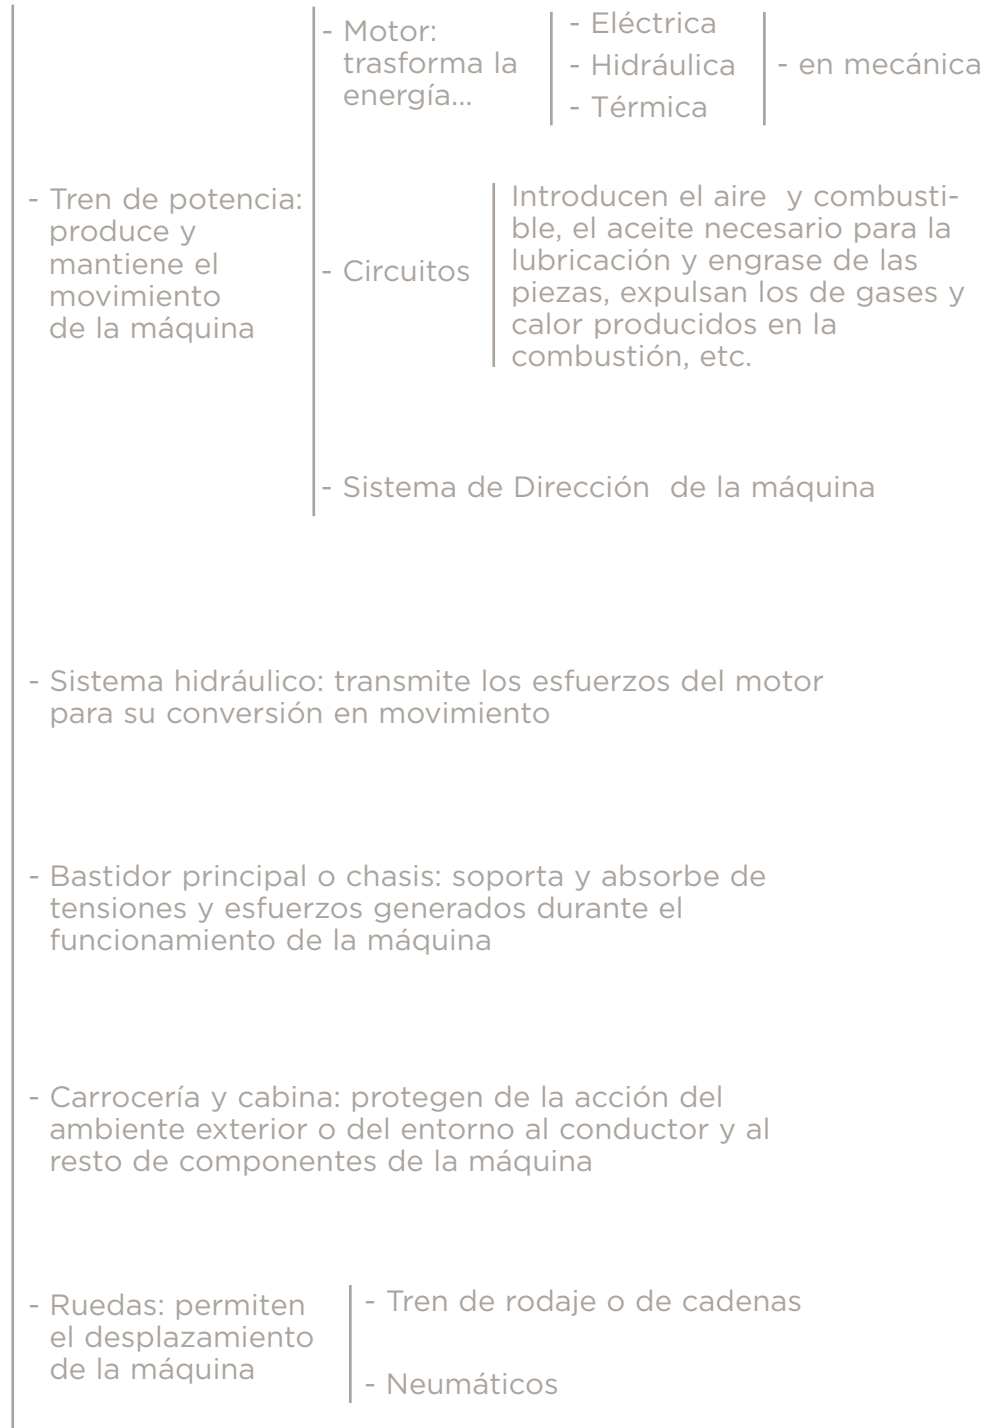 - Tren de potencia:
produce y
mantiene el
movimiento
de la máquina
- Motor:
trasforma la
energía...
- Eléctrica
- Hidráulica
- Térmica
- en mecánica
- Circuitos
Introducen el aire  y combusti-
ble, el aceite necesario para la
lubricación y engrase de las
piezas, expulsan los de gases y
calor producidos en la
combustión, etc.
- Sistema de Dirección  de la máquina
- Sistema hidráulico: transmite los esfuerzos del motor
para su conversión en movimiento
- Bastidor principal o chasis: soporta y absorbe de
tensiones y esfuerzos generados durante el
funcionamiento de la máquina
- Carrocería y cabina: protegen de la acción del
ambiente exterior o del entorno al conductor y al
resto de componentes de la máquina
- Ruedas: permiten
el desplazamiento
de la máquina
- Tren de rodaje o de cadenas
- Neumáticos